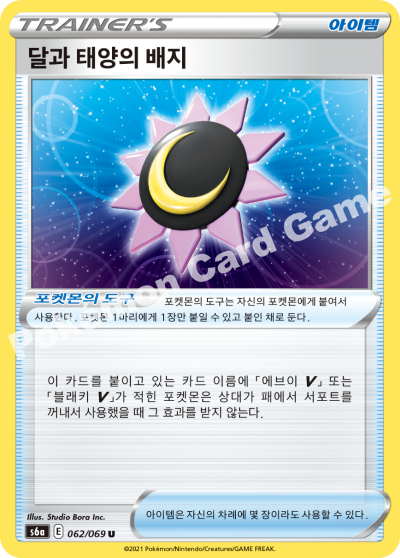 TRAINER'S 아이템
달과 태양의 배지
Pokémon Card Game
포켓몬의 도구 포켓몬의 도구는 자신의 포켓몬에게 붙여서
사용한다. 포켓몬 1마리에게 1장만 붙일 수 있고 붙인 채로 둔다.
이 카드를 붙이고 있는 카드 이름에 「에브이 V」 또는
「블래키 V」가 적힌 포켓몬은 상대가 패에서 서포트를
꺼내서 사용했을 때 그 효과를 받지 않는다.
Illus. Studio Bora Inc.
s6a E 062/069 U
아이템은 자신의 차례에 몇 장이라도 사용할 수 있다.
©2021 Pokémon/Nintendo/Creatures/GAME FREAK.